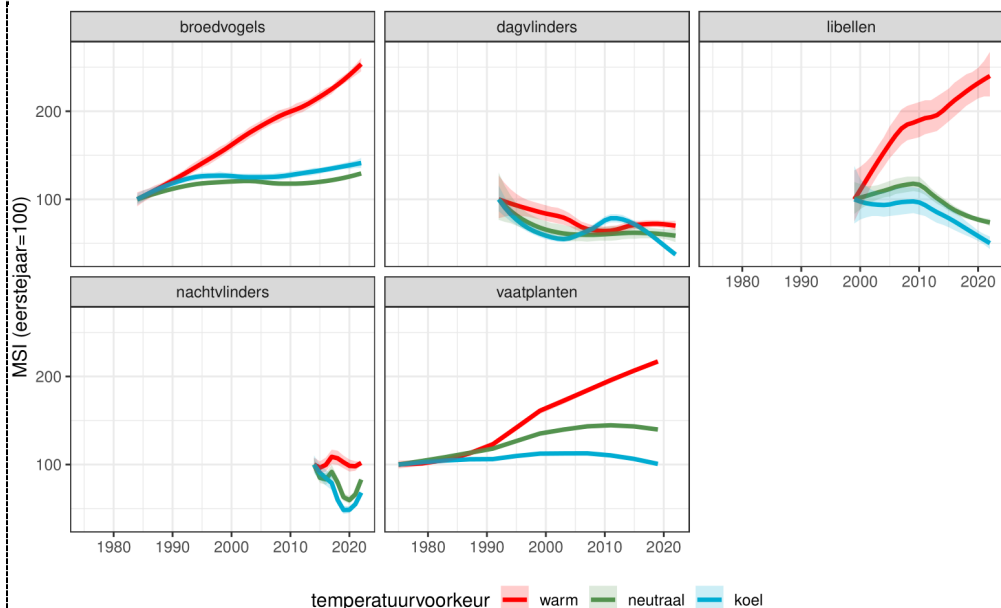 broedvogels dagvlinders libellen
200
100
1980 1990 2000 2010 2020
nachtvlinders vaatplanten
MSI (eerstejaar=100)
200
100
1980 1990 2000 2010 2020 1980 1990 2000 2010 2020
temperatuurvoorkeur warm neutraal koel